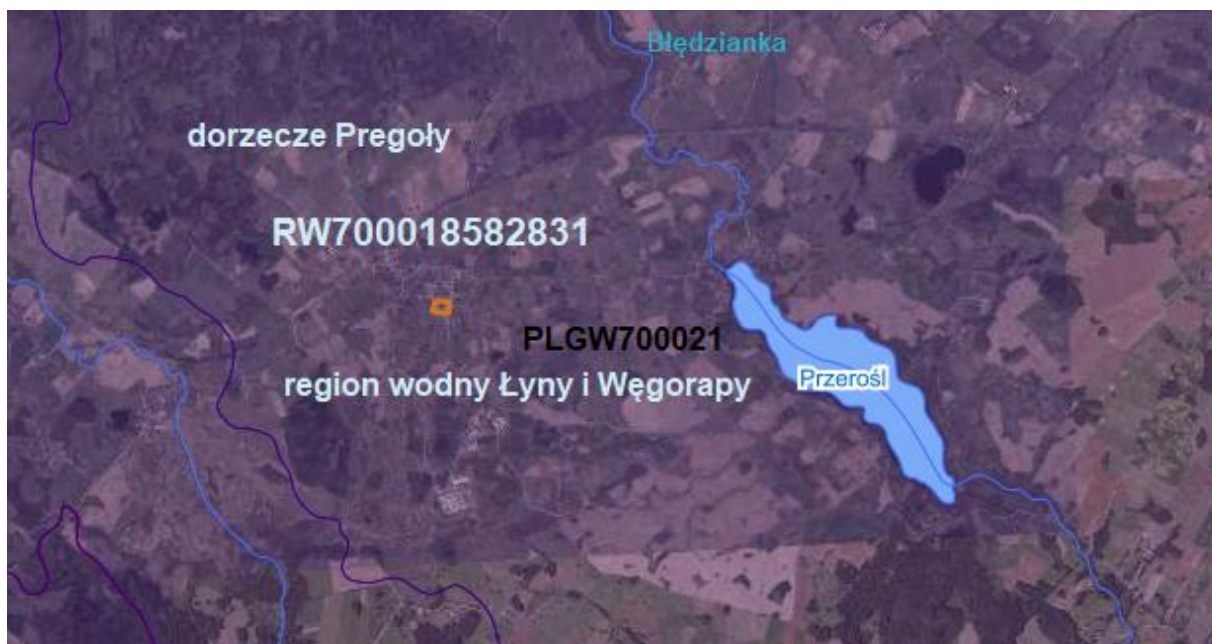 Błędzianka
dorzecze Pregoły
RW700018582831
PLGW700021
Przerośl
region wodny Łyny i Węgorapy